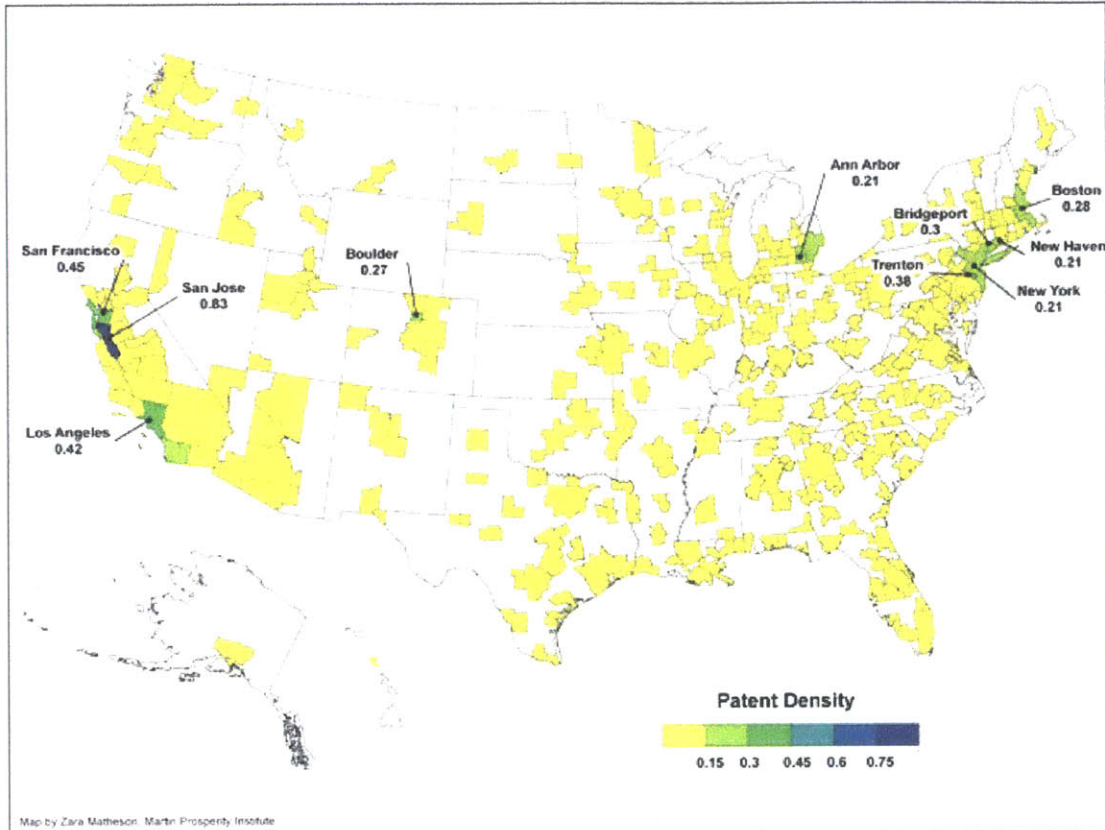 Ann Arbor
0.21
Boston
0.28
Bridgeport
0.3
New Haven
0.21
San Francisco
0.45
Boulder
0.27
Trenton
0.38
New York
0.21
San Jose
0.83
Los Angeles
0.42
Patent Density
0.15 0.3 0.45 0.6 0.75
Map by Zara Matheson, Martin Prosperity Institute